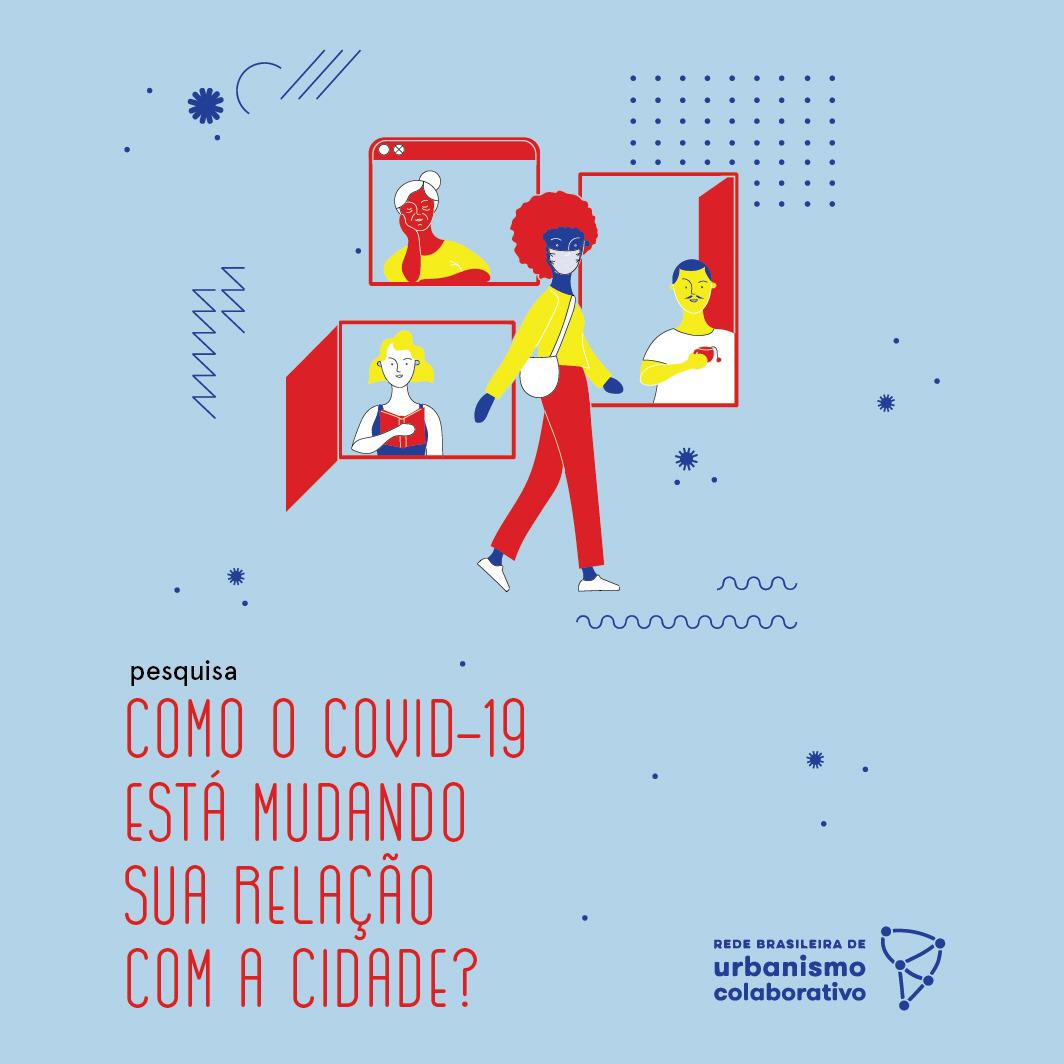 pesquisa
COMO O COVID-19
ESTÁ MUDANDO
SUA RELAÇÃO
COM A CIDADE?
REDE BRASILEIRA DE
urbanismo
colaborativo